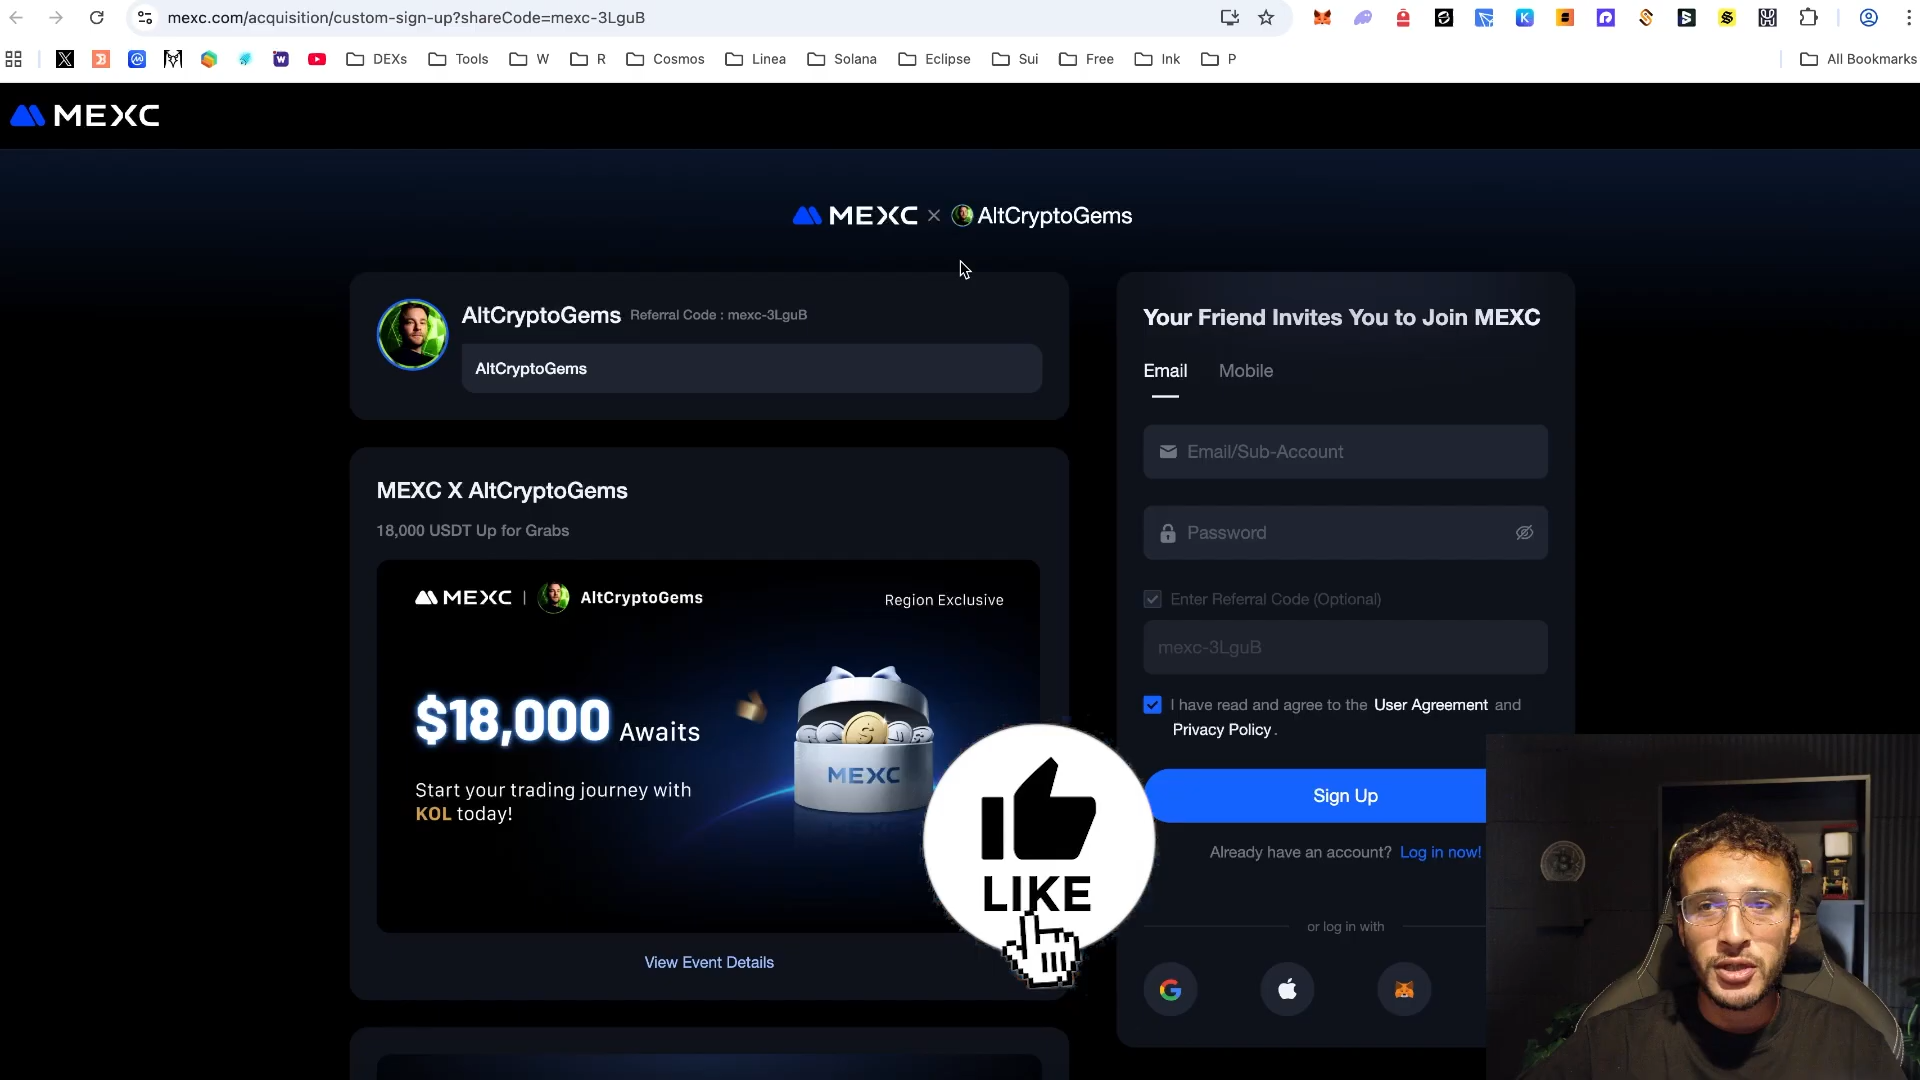 mexc.com/acquisition/custom-sign-up?shareCode=mexc-3LguB
DEXs
Tools
W
R
Cosmos
Linea
Solana
Eclipse
Sui
Free
Ink
P
All Bookmarks
MEXC
MEXC × AltCryptoGems
AltCryptoGems Referral Code : mexc-3LguB
AltCryptoGems
MEXC X AltCryptoGems
18,000 USDT Up for Grabs
MEXC | AltCryptoGems
Region Exclusive
$18,000 Awaits
Start your trading journey with
KOL today!
MEXC
View Event Details
LIKE
Your Friend Invites You to Join MEXC
Email
Mobile
Email/Sub-Account
Password
Enter Referral Code (Optional)
mexc-3LguB
I have read and agree to the User Agreement and
Privacy Policy .
Sign Up
Already have an account? Log in now!
or log in with